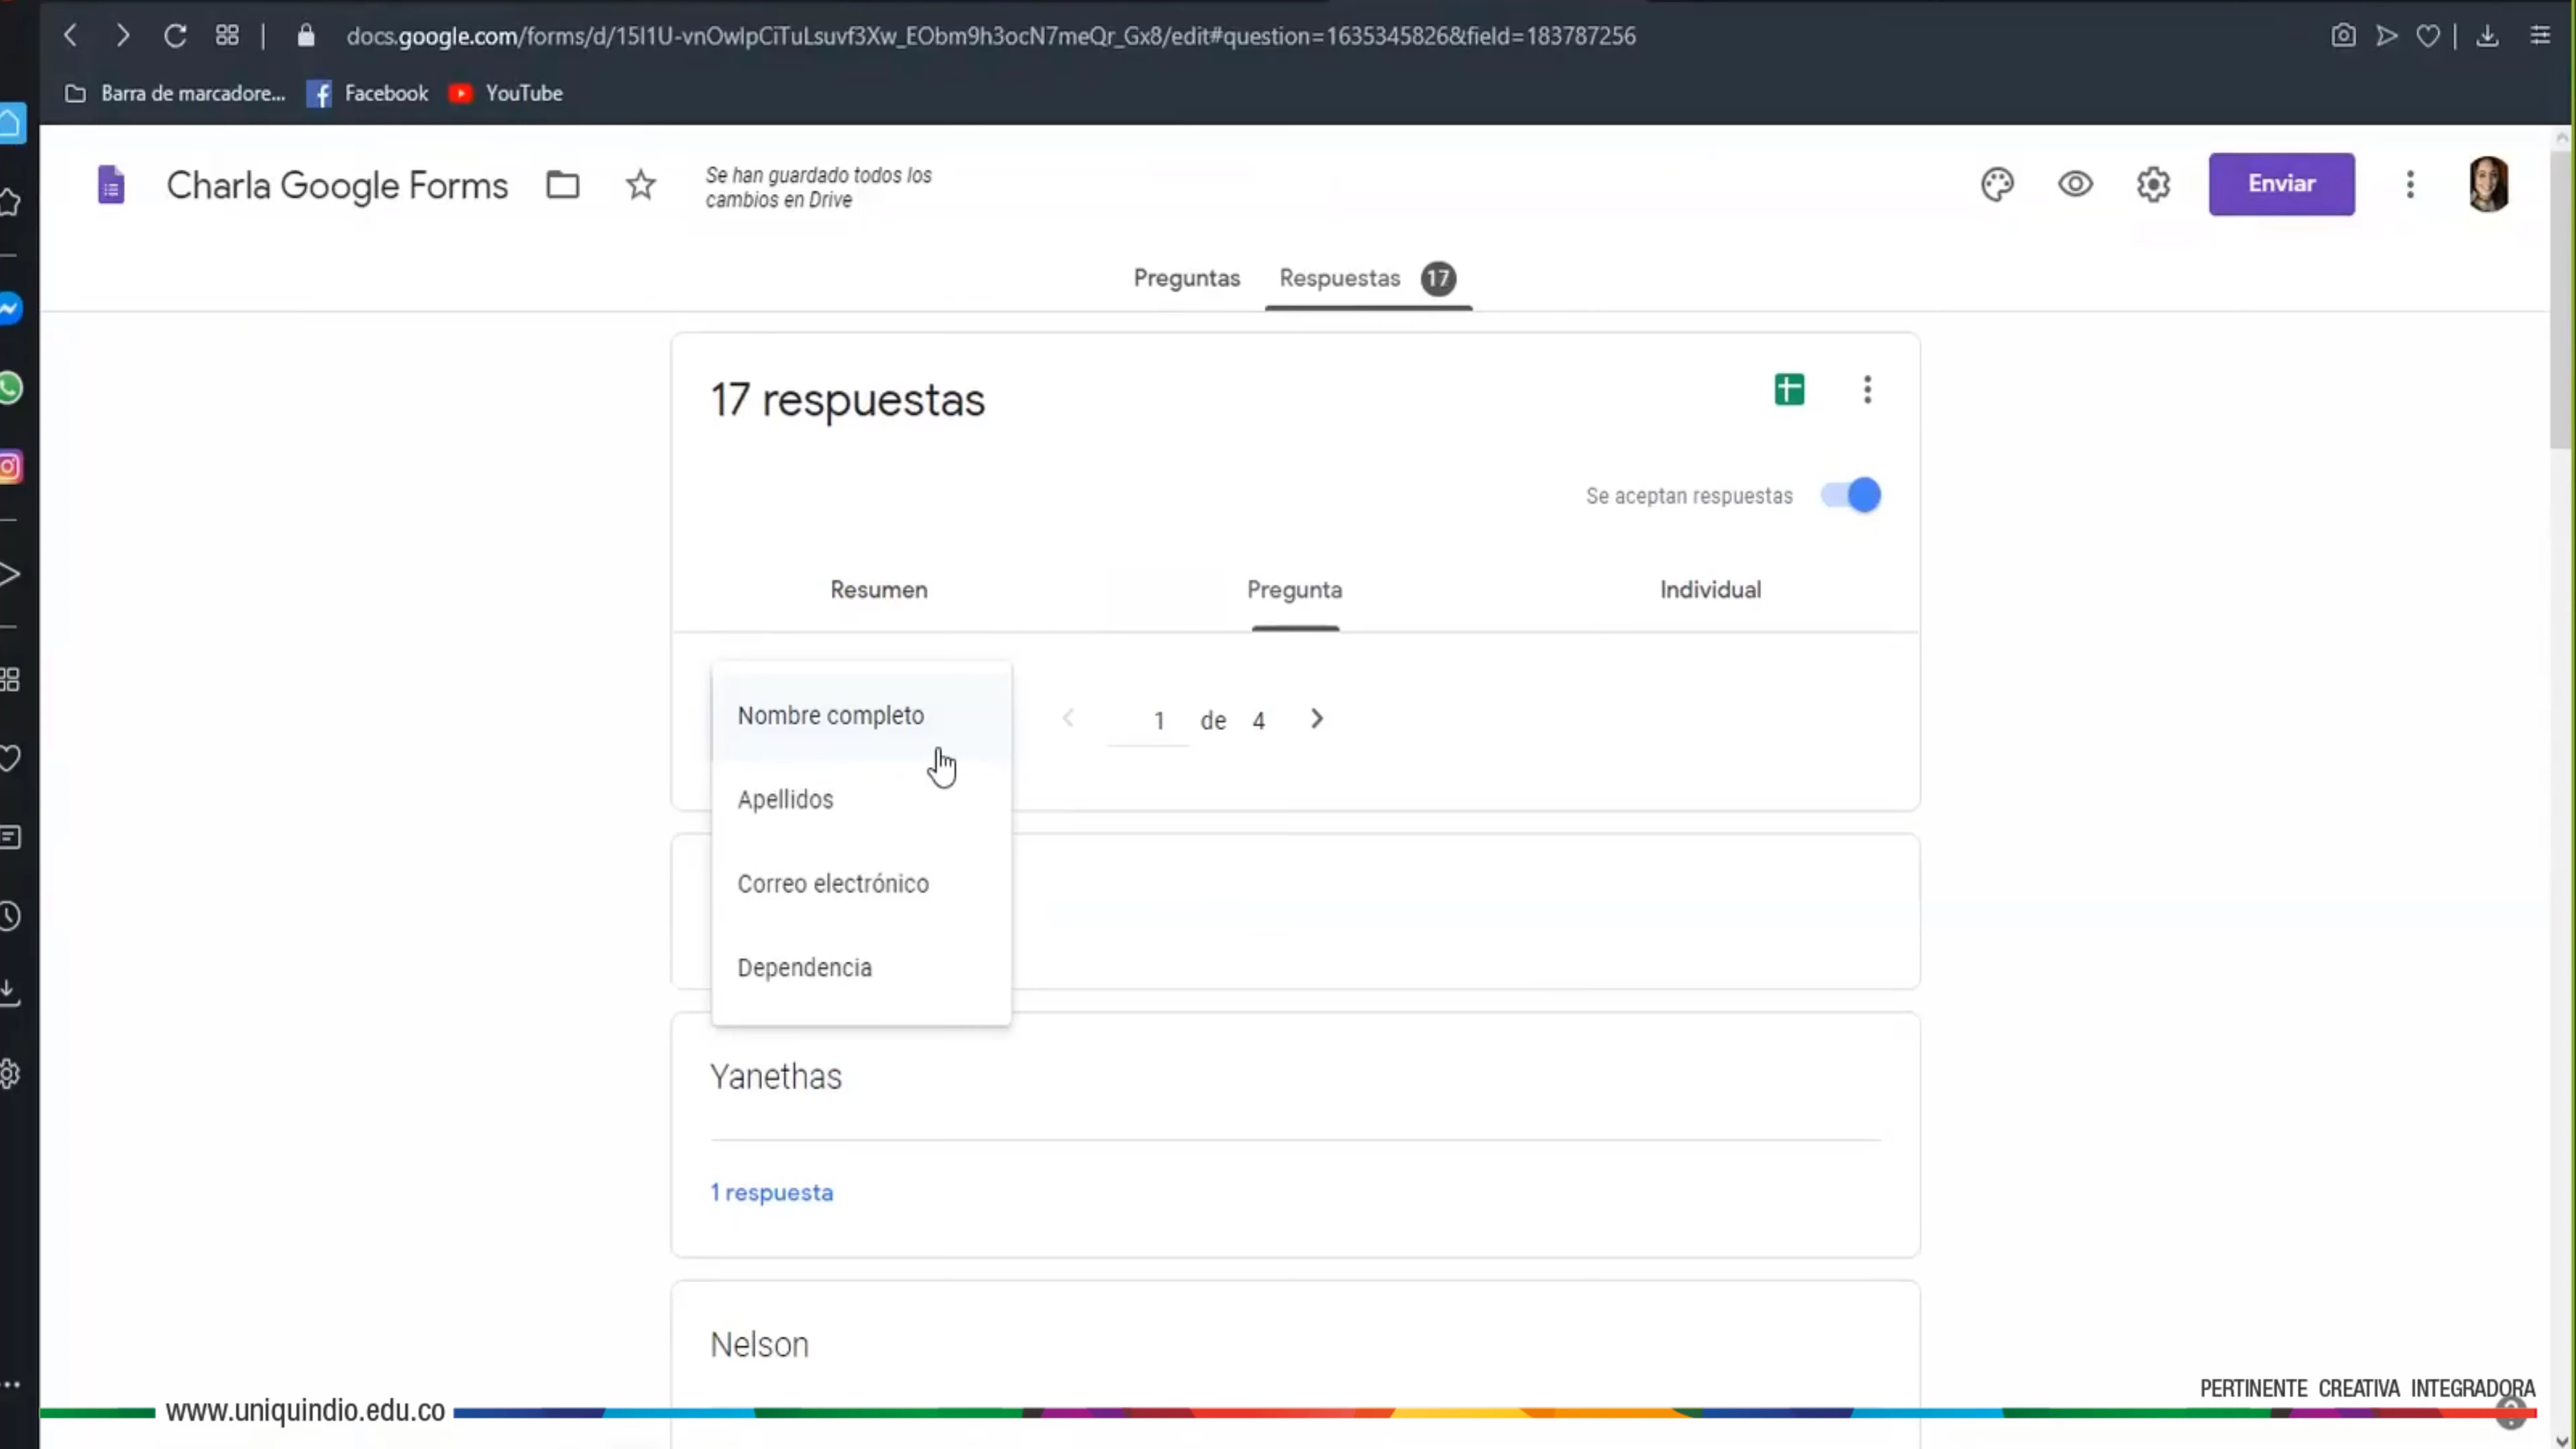 docs.google.com/forms/d/15l1U-vnOwlpCiTuLsuvf3Xw_EObm9h3ocN7meQr_Gx8/edit#question=1635345826&field=183787256
Barra de marcadore... Facebook YouTube
Charla Google Forms
Se han guardado todos los
cambios en Drive
Enviar
Preguntas Respuestas 17
17 respuestas
Se aceptan respuestas
Resumen Pregunta Individual
Nombre completo
1 de 4
Apellidos
Correo electrónico
Dependencia
Yanethas
1 respuesta
Nelson
PERTINENTE CREATIVA INTEGRADORA
www.uniquindio.edu.co